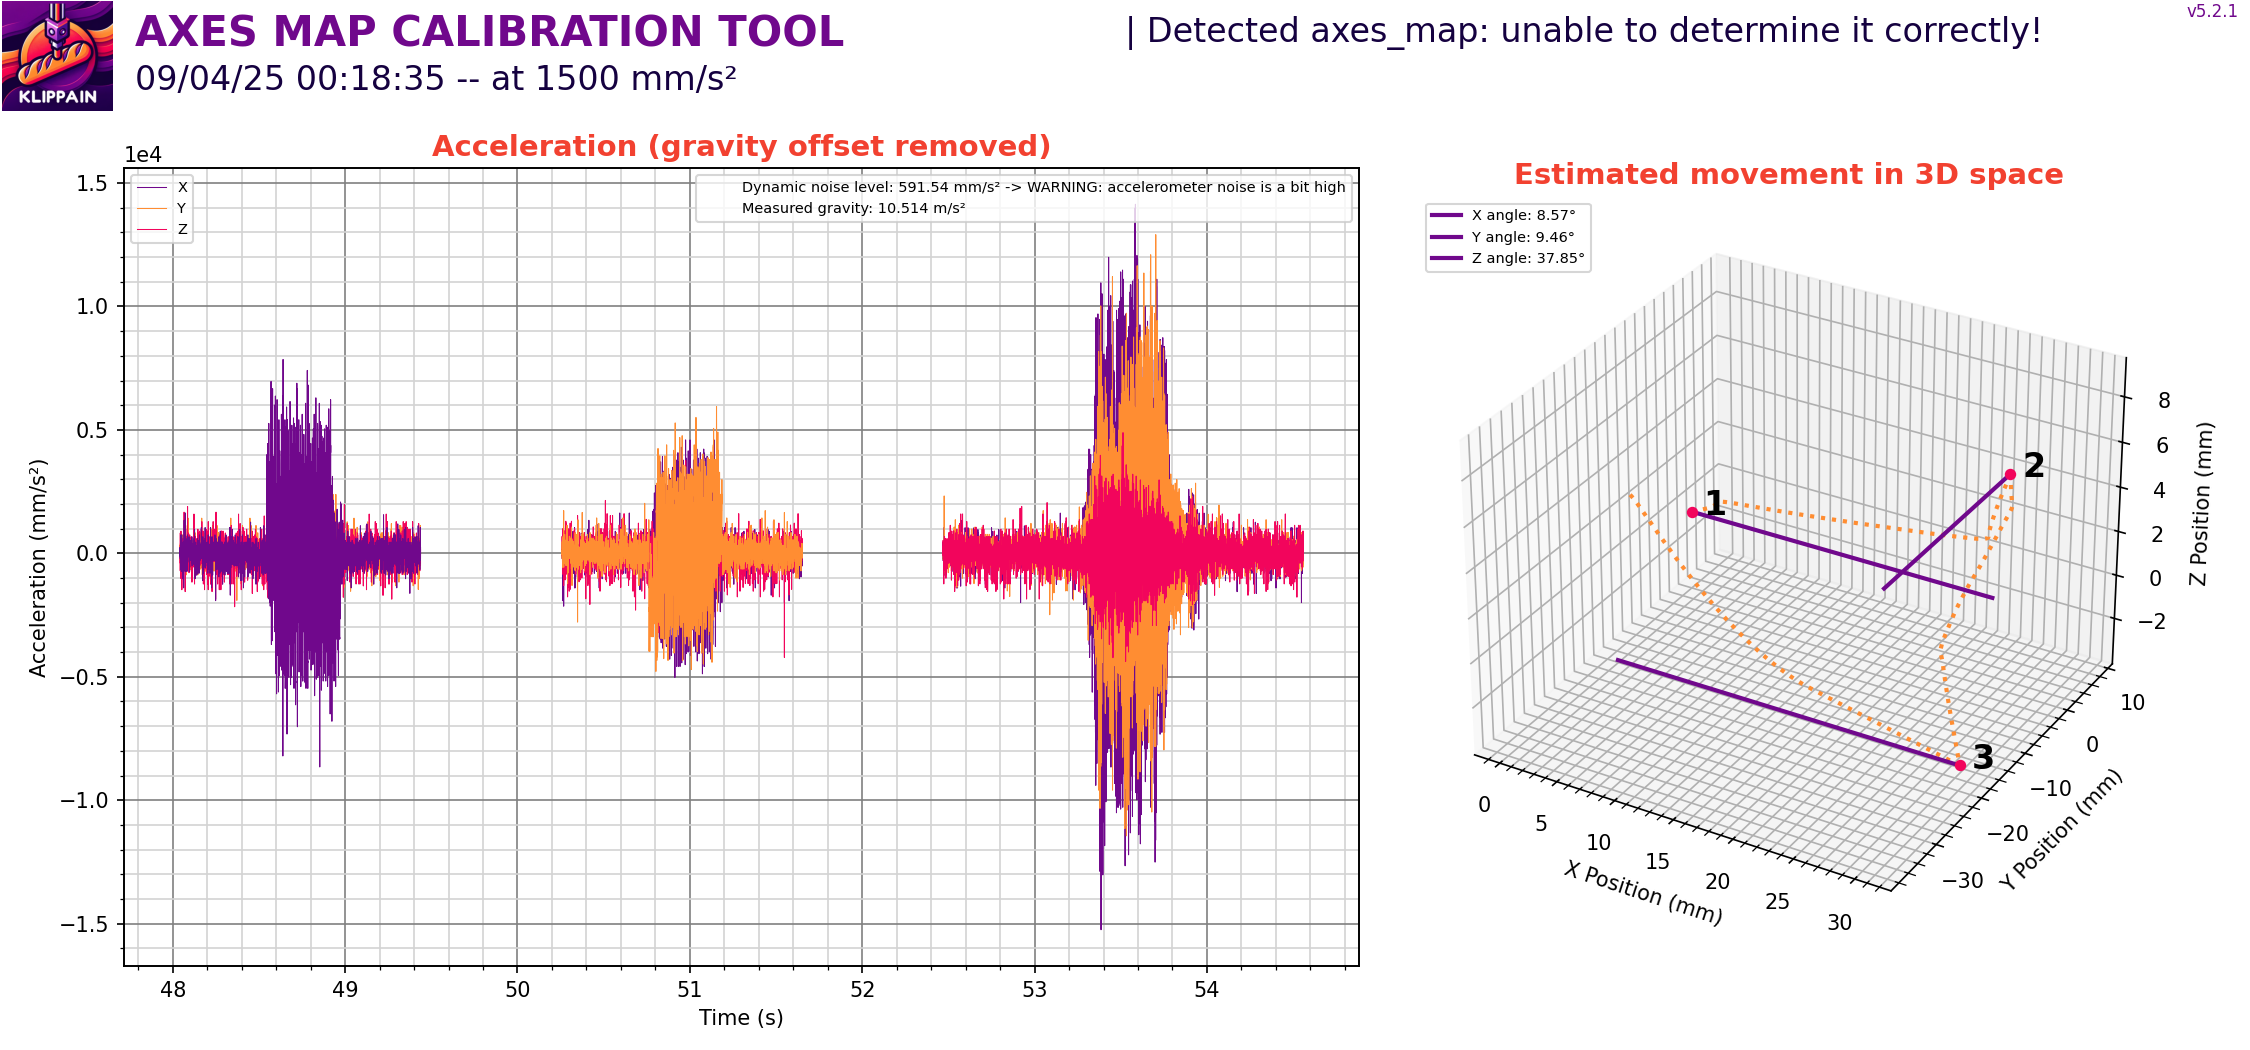 KLIPPAIN
AXES MAP CALIBRATION TOOL
09/04/25 00:18:35 -- at 1500 mm/s²
| Detected axes_map: unable to determine it correctly!
v5.2.1
Acceleration (gravity offset removed)
1e4
X
Y
Z
Dynamic noise level: 591.54 mm/s² -> WARNING: accelerometer noise is a bit high
Measured gravity: 10.514 m/s²
Acceleration (mm/s²)
1.5
1.0
0.5
0.0
−0.5
−1.0
−1.5
48
49
50
51
52
53
54
Time (s)
Estimated movement in 3D space
X angle: 8.57°
Y angle: 9.46°
Z angle: 37.85°
1
2
3
0
5
10
15
20
25
30
X Position (mm)
−30
−20
−10
0
10
Y Position (mm)
−2
0
2
4
6
8
Z Position (mm)